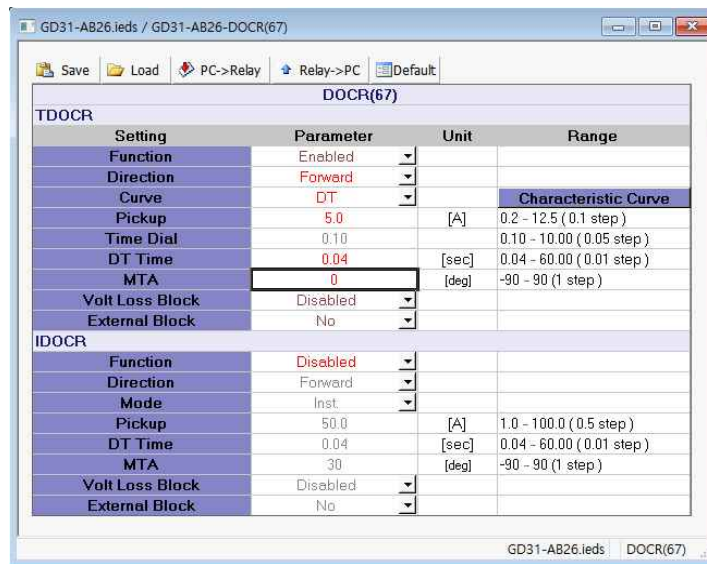 GD31-AB26.ieds / GD31-AB26-DOCR(67)
Save Load PC->Relay Relay->PC Default
DOCR(67)
TDOCR
Setting Parameter Unit Range
Function Enabled
Direction Forward
Curve DT Characteristic Curve
Pickup 5.0 [A] 0.2 - 12.5 ( 0.1 step )
Time Dial 0.10 0.10 - 10.00 ( 0.05 step )
DT Time 0.04 [sec] 0.04 - 60.00 ( 0.01 step )
MTA 0 [deg] -90 - 90 (1 step )
Volt Loss Block Disabled
External Block No
IDOCR
Function Disabled
Direction Forward
Mode Inst.
Pickup 50.0 [A] 1.0 - 100.0 ( 0.5 step )
DT Time 0.04 [sec] 0.04 - 60.00 ( 0.01 step )
MTA 30 [deg] -90 - 90 (1 step )
Volt Loss Block Disabled
External Block No
GD31-AB26.ieds DOCR(67)